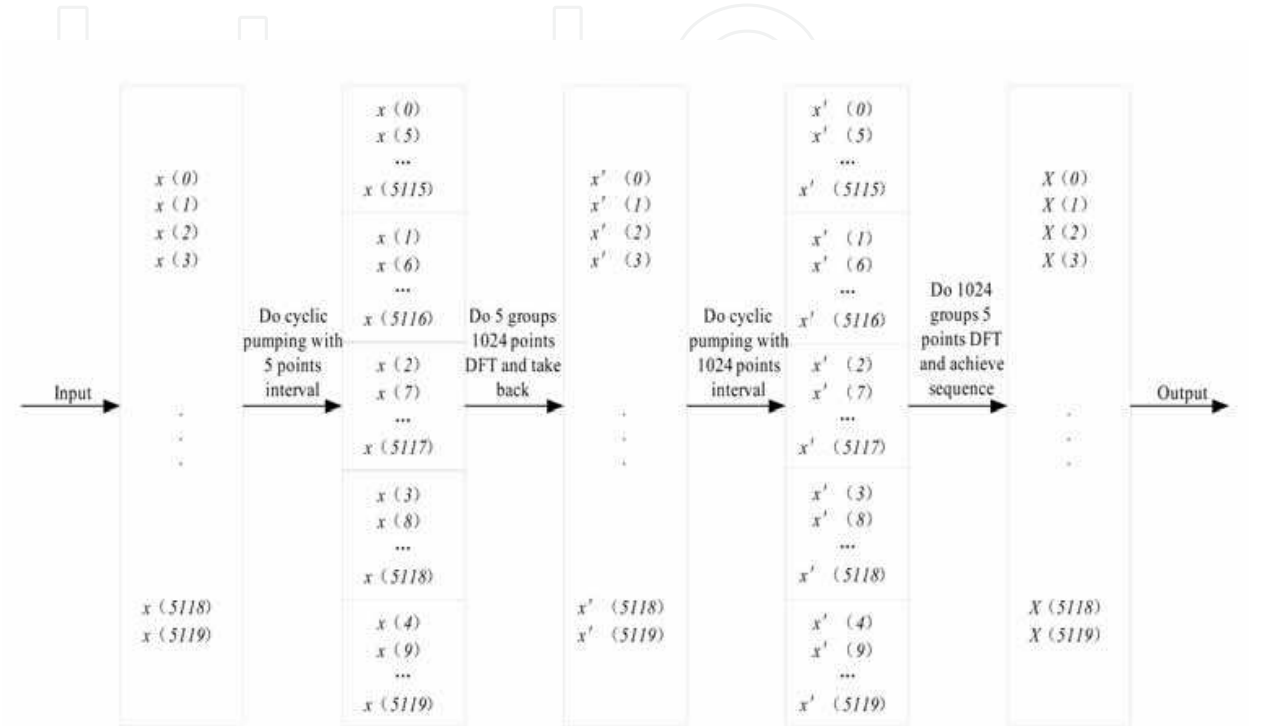 Input
x (0)
x (1)
x (2)
x (3)
.
.
.
x (5118)
x (5119)
Do cyclic
pumping with
5 points
interval
x (0)
x (5)
...
x (5115)
x (1)
x (6)
...
x (5116)
x (2)
x (7)
...
x (5117)
x (3)
x (8)
...
x (5118)
x (4)
x (9)
...
x (5119)
Do 5 groups
1024 points
DFT and take
back
x' (0)
x' (1)
x' (2)
x' (3)
.
.
.
x' (5118)
x' (5119)
Do cyclic
pumping with
1024 points
interval
x' (0)
x' (5)
...
x' (5115)
x' (1)
x' (6)
...
x' (5116)
x' (2)
x' (7)
...
x' (5117)
x' (3)
x' (8)
...
x' (5118)
x' (4)
x' (9)
...
x' (5119)
Do 1024
groups 5
points DFT
and achieve
sequence
X (0)
X (1)
X (2)
X (3)
.
.
.
X (5118)
X (5119)
Output